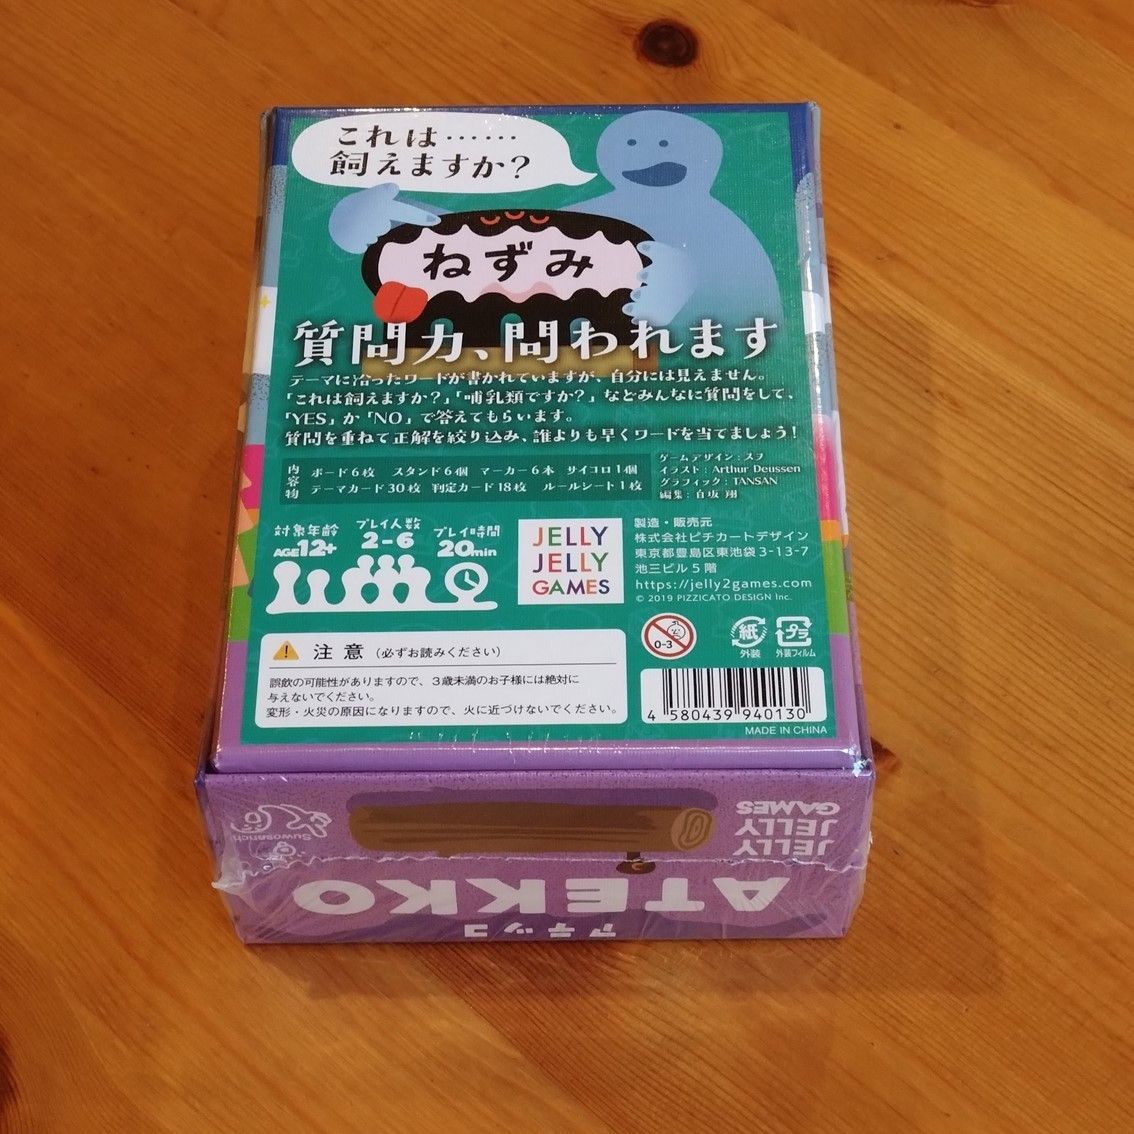 これは……
飼えますか?
ねずみ
質問力、問われます
テーマに沿ったワードが書かれていますが、自分には見えません。
「これは飼えますか?」「哺乳類ですか?」などみんなに質問をして、
「YES」か「NO」で答えてもらいます。
質問を重ねて正解を絞り込み、誰よりも早くワードを当てましょう!
内容物
ボード6枚 スタンド6個 マーカー6本 サイコロ1個
テーマカード30枚 判定カード18枚 ルールシート1枚
ゲームデザイン:スヲ
イラスト:Arthur Deussen
グラフィック:TANSAN
編集:白坂 翔
対象年齢
AGE12+
プレイ人数
2-6
プレイ時間
20min
JELLY
JELLY
GAMES
製造・販売元
株式会社ピチカートデザイン
東京都豊島区東池袋3-13-7
池三ビル5階
https://jelly2games.com
© 2019 PIZZICATO DESIGN Inc.
注意(必ずお読みください)
誤飲の可能性がありますので、3歳未満のお子様には絶対に
与えないでください。
変形・火災の原因になりますので、火に近づけないでください。
0-3
紙
外装
プラ
外装フィルム
4 580439 940130
MADE IN CHINA
JELLY
JELLY
GAMES
Suwosanich
ATEKKO
アテッコ